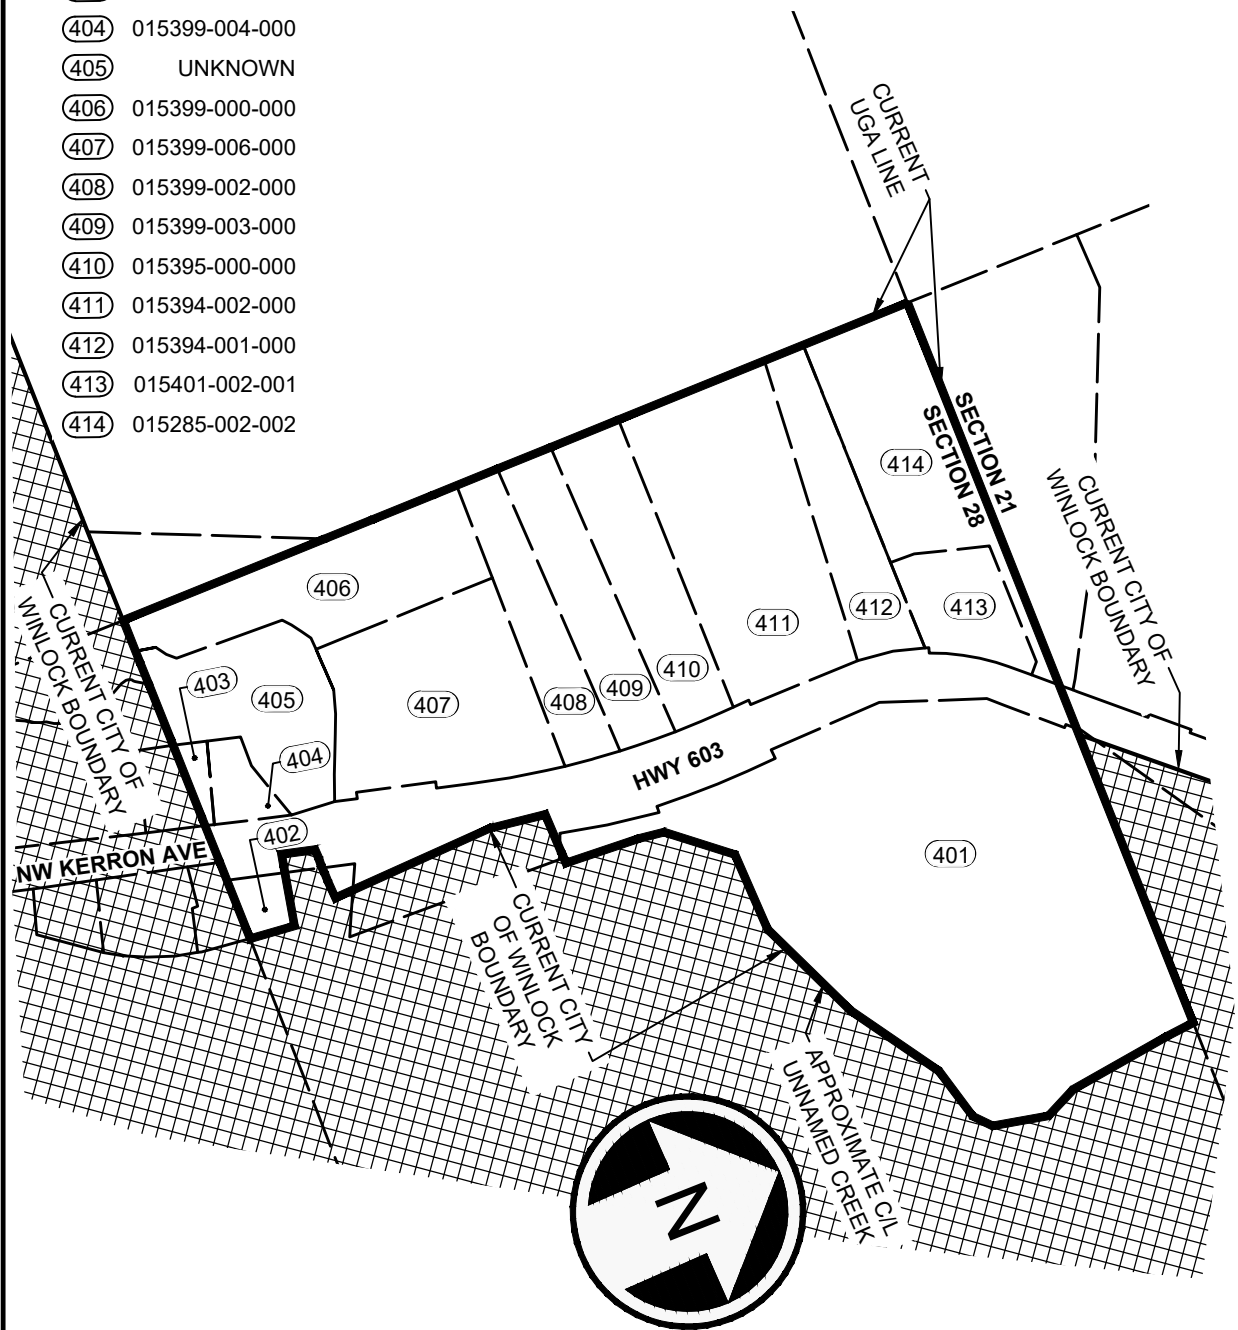 404 015399-004-000
405 UNKNOWN
406 015399-000-000
407 015399-006-000
408 015399-002-000
409 015399-003-000
410 015395-000-000
411 015394-002-000
412 015394-001-000
413 015401-002-001
414 015285-002-002
CURRENT
UGA LINE
SECTION 21
SECTION 28
CURRENT CITY OF
WINLOCK BOUNDARY
414
413
412
411
410
409
408
407
406
405
403
404
402
401
CURRENT CITY OF
WINLOCK BOUNDARY
HWY 603
NW KERRON AVE
CURRENT CITY
OF WINLOCK
BOUNDARY
APPROXIMATE C/L
UNNAMED CREEK
N